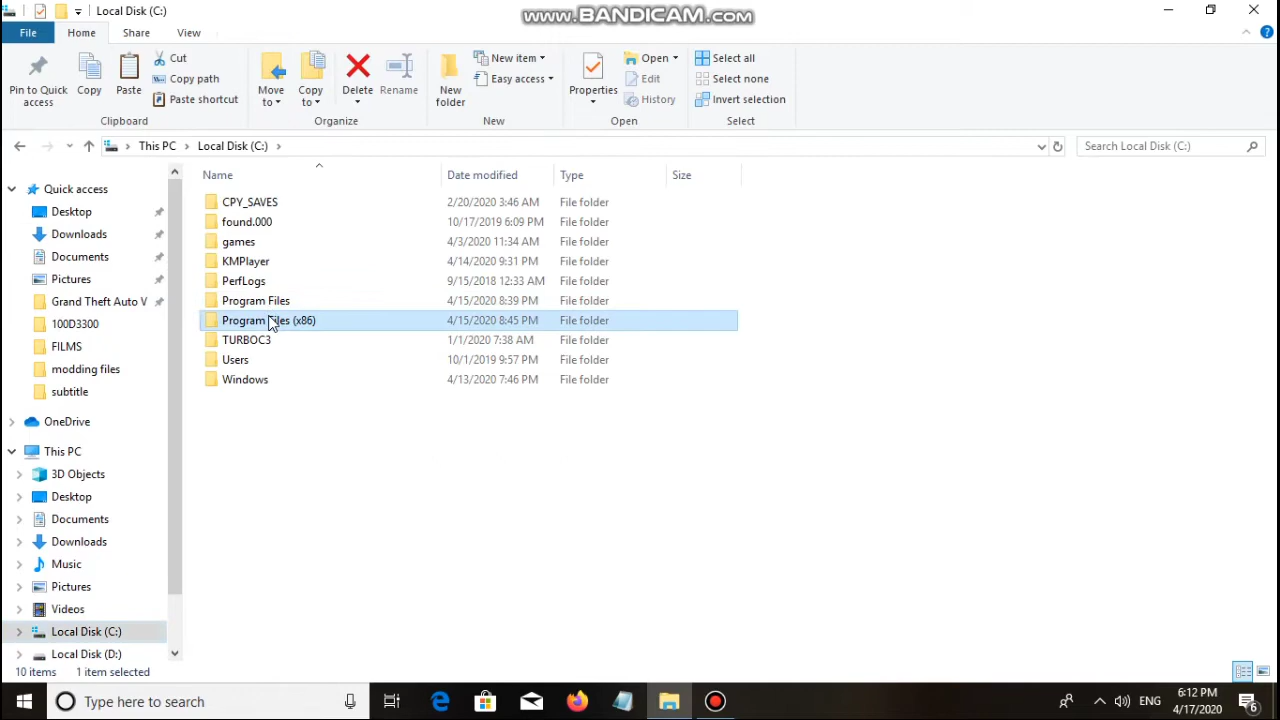 Local Disk (C:)
www.BANDICAM.com
File Home Share View
Pin to Quick access
Copy
Paste
Cut
Copy path
Paste shortcut
Clipboard
Move to
Copy to
Delete
Rename
Organize
New folder
New item
Easy access
New
Properties
Open
Edit
History
Open
Select all
Select none
Invert selection
Select
This PC Local Disk (C:)
Search Local Disk (C:)
Name Date modified Type Size
CPY_SAVES 2/20/2020 3:46 AM File folder
found.000 10/17/2019 6:09 PM File folder
games 4/3/2020 11:34 AM File folder
KMPlayer 4/14/2020 9:31 PM File folder
PerfLogs 9/15/2018 12:33 AM File folder
Program Files 4/15/2020 8:39 PM File folder
Program Files (x86) 4/15/2020 8:45 PM File folder
TURBOC3 1/1/2020 7:38 AM File folder
Users 10/1/2019 9:57 PM File folder
Windows 4/13/2020 7:46 PM File folder
Quick access
Desktop
Downloads
Documents
Pictures
Grand Theft Auto V
100D3300
FILMS
modding files
subtitle
OneDrive
This PC
3D Objects
Desktop
Documents
Downloads
Music
Pictures
Videos
Local Disk (C:)
Local Disk (D:)
10 items 1 item selected
Type here to search
ENG
6:12 PM
4/17/2020
6